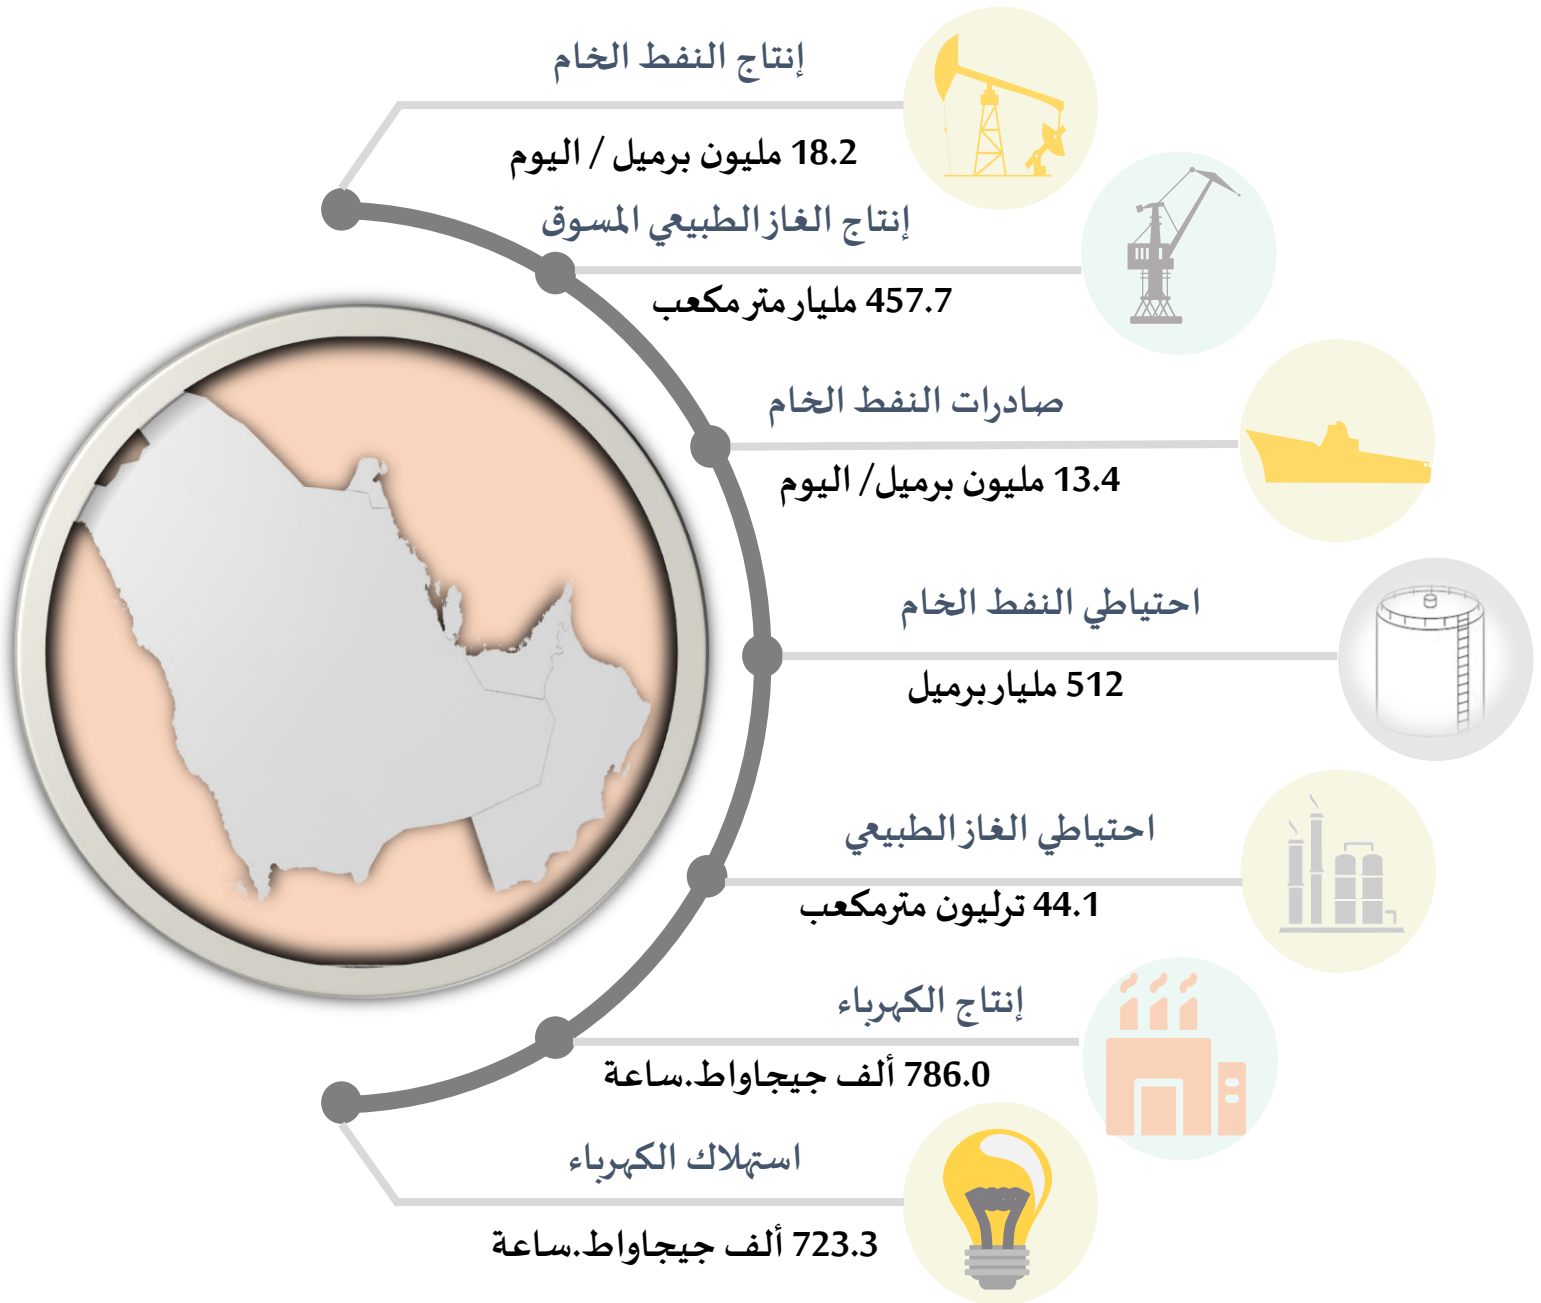 إنتاج النفط الخام
18.2 مليون برميل / اليوم
إنتاج الغاز الطبيعي المسوق
457.7 مليار متر مكعب
صادرات النفط الخام
13.4 مليون برميل/ اليوم
احتياطي النفط الخام
512 مليار برميل
احتياطي الغاز الطبيعي
44.1 ترليون مترمكعب
إنتاج الكهرباء
786.0 ألف جيجاواط.ساعة
استهلاك الكهرباء
723.3 ألف جيجاواط.ساعة